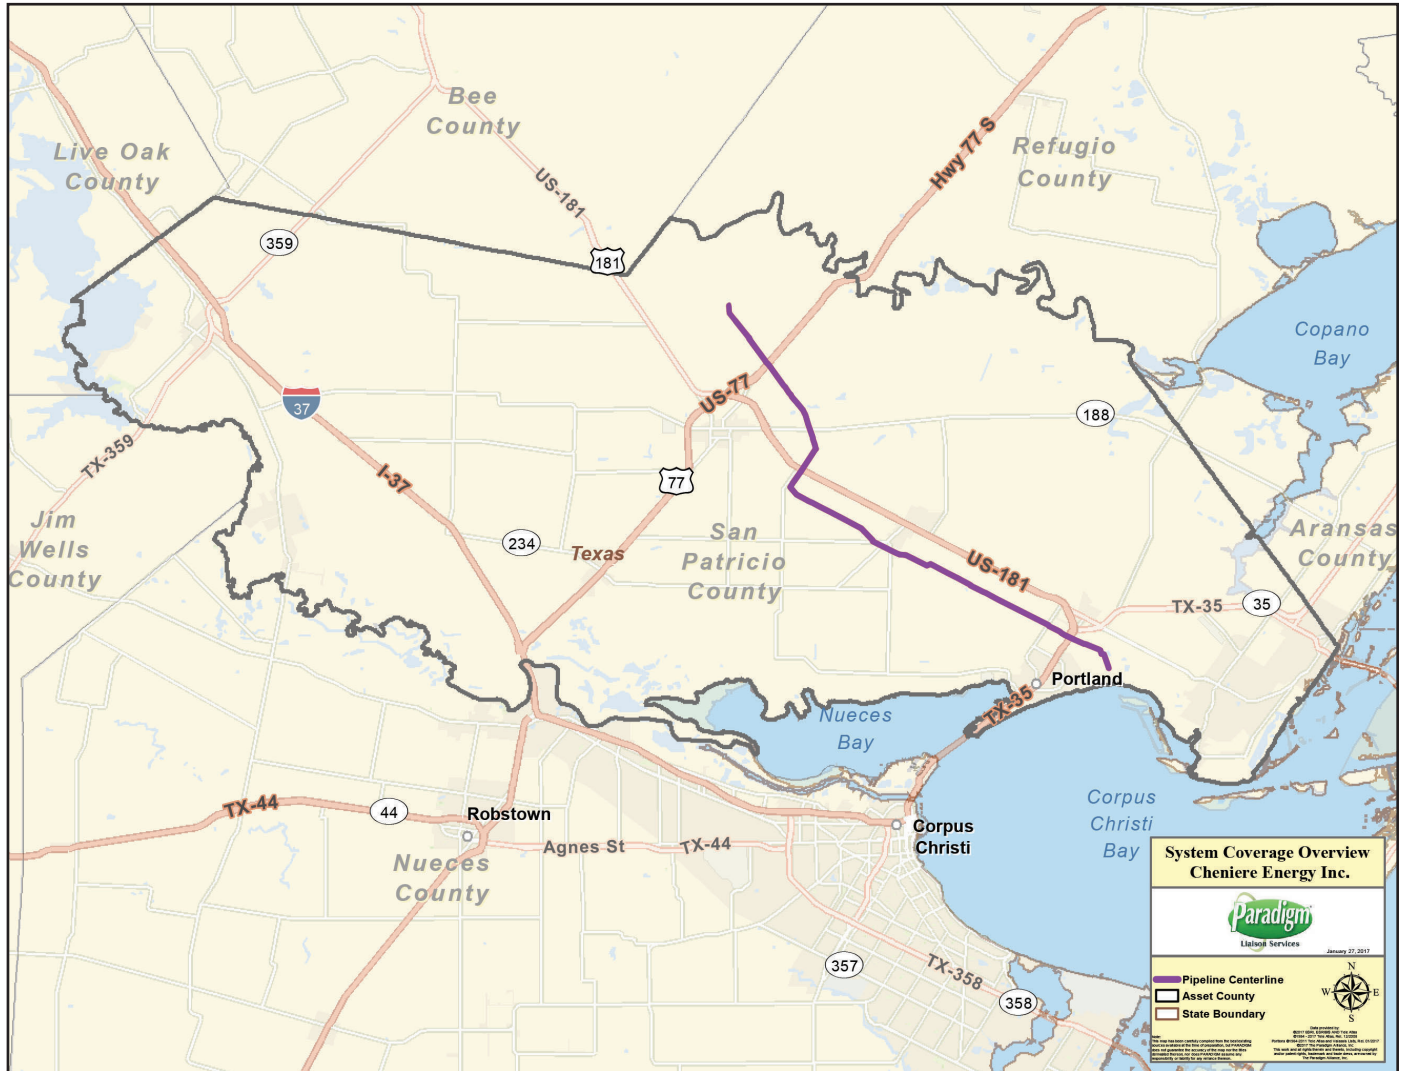 Bee
County
Live Oak
County
Refugio
County
Hwy 77 S
US-181
359
181
Copano
Bay
US-77
37
188
TX-359
I-37
77
Jim
Wells
County
San
Patricio
County
Aransas
County
234
Texas
US-181
TX-35
35
Portland
TX-35
Nueces
Bay
TX-44
44
Robstown
Corpus
Christi
Corpus
Christi
Bay
Agnes St
TX-44
Nueces
County
357
TX-358
358
System Coverage Overview
Cheniere Energy Inc.
Paradigm
Liaison Services
January 27, 2017
Pipeline Centerline
Asset County
State Boundary
N
W
E
S